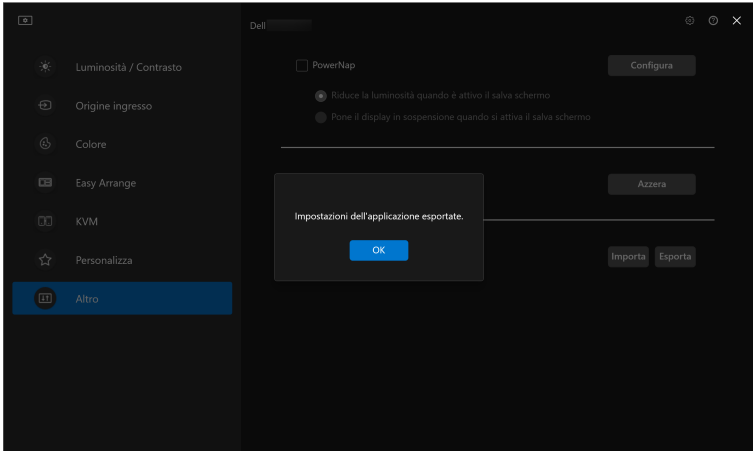 Dell
Luminosità / Contrasto
Origine ingresso
Colore
Easy Arrange
KVM
Personalizza
Altro
PowerNap
Configura
Riduce la luminosità quando è attivo il salva schermo
Pone il display in sospensione quando si attiva il salva schermo
Azzera
Impostazioni dell'applicazione esportate.
OK
Importa Esporta